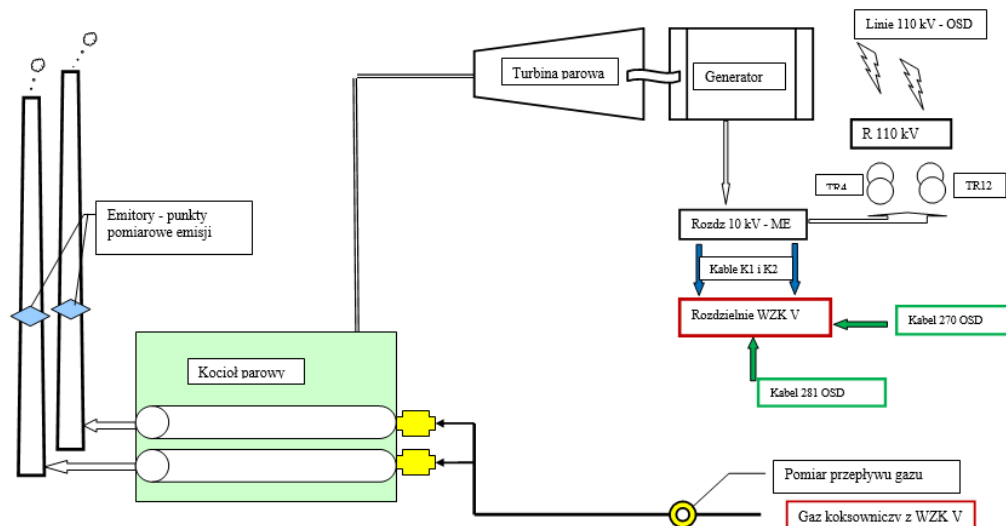 Linie 110 kV - OSD
Turbina parowa
Generator
R 110 kV
TR4
TR12
Emitory - punkty
pomiarowe emisji
Rozdz 10 kV - ME
Kable K1 i K2
Rozdzielnie WZK V
Kabel 270 OSD
Kocioł parowy
Kabel 281 OSD
Pomiar przepływu gazu
Gaz koksowniczy z WZK V